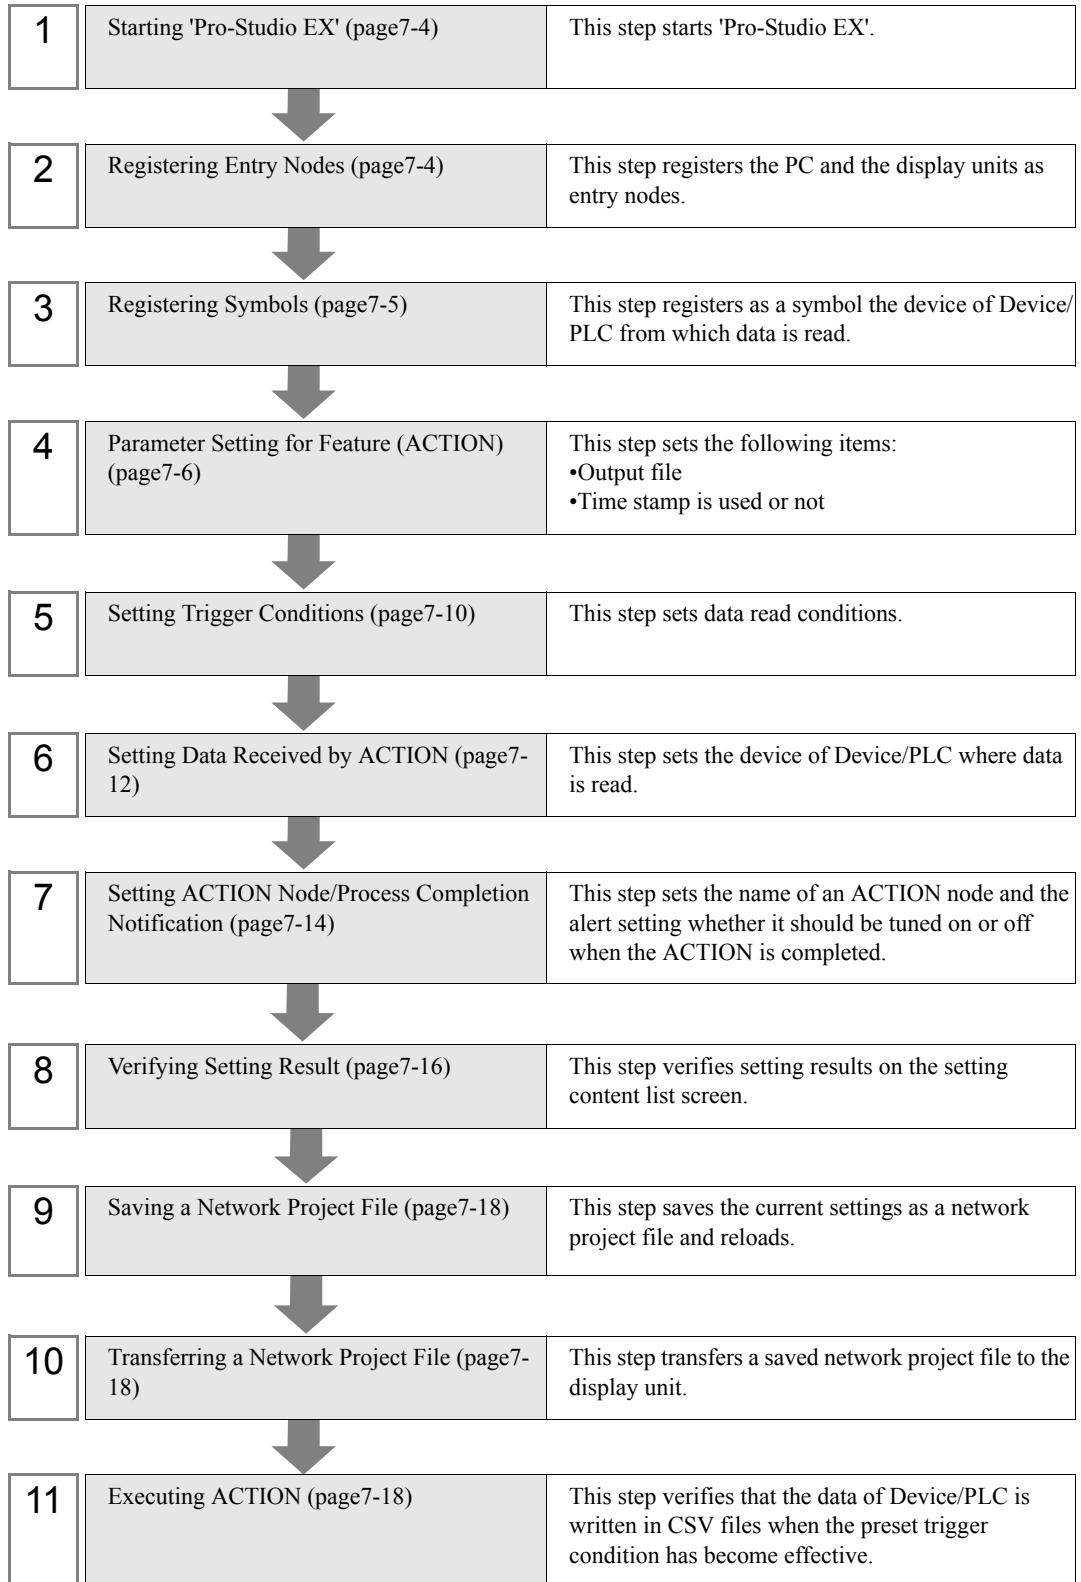 1
Starting 'Pro-Studio EX' (page7-4)
This step starts 'Pro-Studio EX'.
2
Registering Entry Nodes (page7-4)
This step registers the PC and the display units as
entry nodes.
3
Registering Symbols (page7-5)
This step registers as a symbol the device of Device/
PLC from which data is read.
4
Parameter Setting for Feature (ACTION)
(page7-6)
This step sets the following items:
•Output file
•Time stamp is used or not
5
Setting Trigger Conditions (page7-10)
This step sets data read conditions.
6
Setting Data Received by ACTION (page7-
12)
This step sets the device of Device/PLC where data
is read.
7
Setting ACTION Node/Process Completion
Notification (page7-14)
This step sets the name of an ACTION node and the
alert setting whether it should be tuned on or off
when the ACTION is completed.
8
Verifying Setting Result (page7-16)
This step verifies setting results on the setting
content list screen.
9
Saving a Network Project File (page7-18)
This step saves the current settings as a network
project file and reloads.
10
Transferring a Network Project File (page7-
18)
This step transfers a saved network project file to the
display unit.
11
Executing ACTION (page7-18)
This step verifies that the data of Device/PLC is
written in CSV files when the preset trigger
condition has become effective.